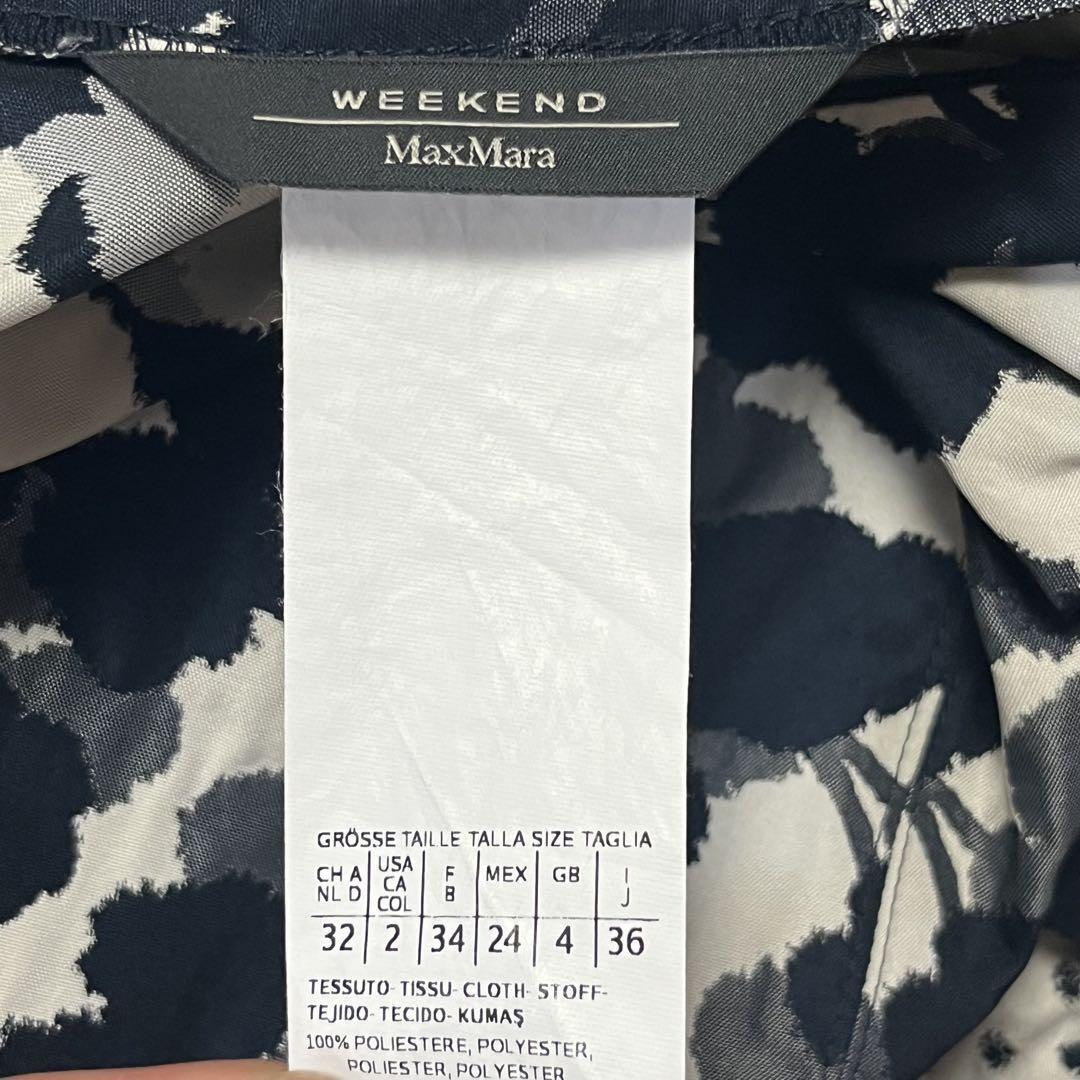 WEEKEND
MaxMara
GRÖSSE TAILLE TALLA SIZE TAGLIA
CH A NL D | USA CA COL | F B | MEX | GB | I J
32 | 2 | 34 | 24 | 4 | 36
TESSUTO- TISSU- CLOTH- STOFF-
TEJIDO- TECIDO- KUMAŞ
100% POLIESTERE, POLYESTER,
POLIESTER, POLYESTER